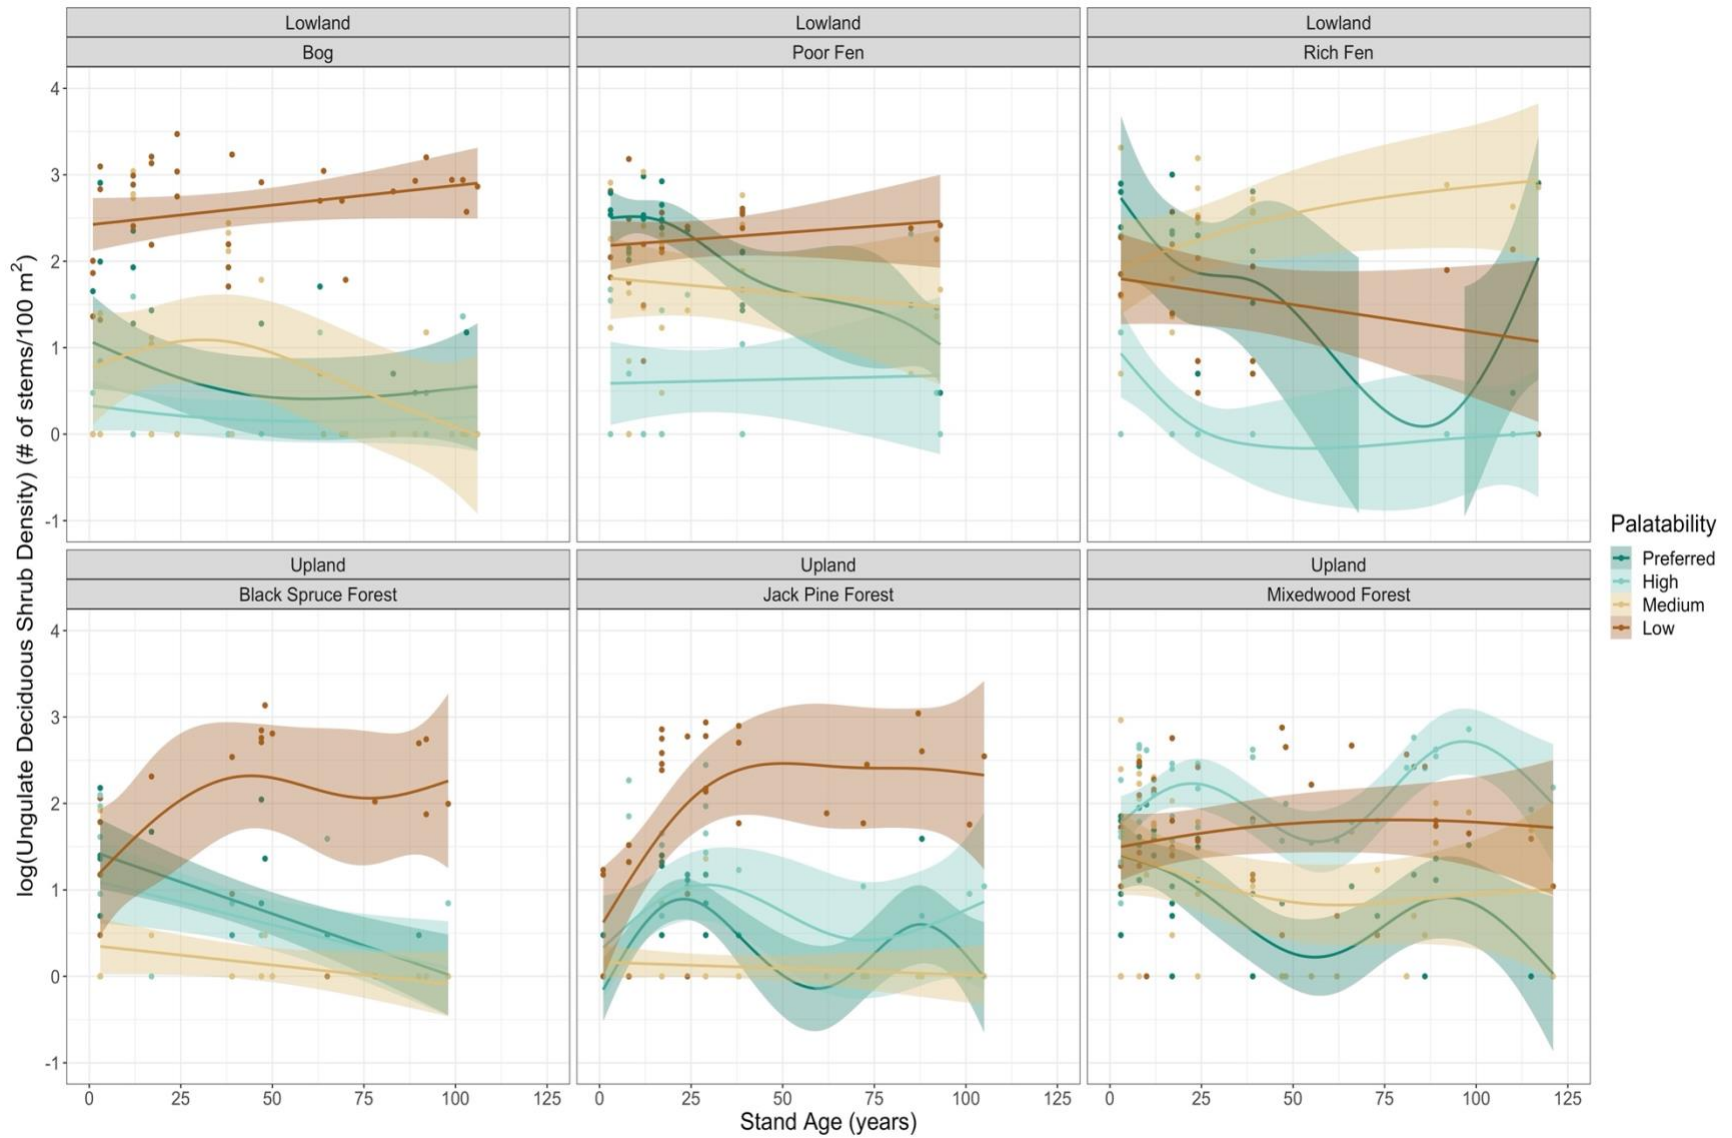 Lowland
Lowland
Lowland
Bog
Poor Fen
Rich Fen
4
3
2
1
0
-1
Upland
Upland
Upland
Black Spruce Forest
Jack Pine Forest
Mixedwood Forest
4
3
2
1
0
-1
0 25 50 75 100 125
0 25 50 75 100 125
0 25 50 75 100 125
Stand Age (years)
log(Ungulate Deciduous Shrub Density) (# of stems/100 m²)
Palatability
Preferred
High
Medium
Low